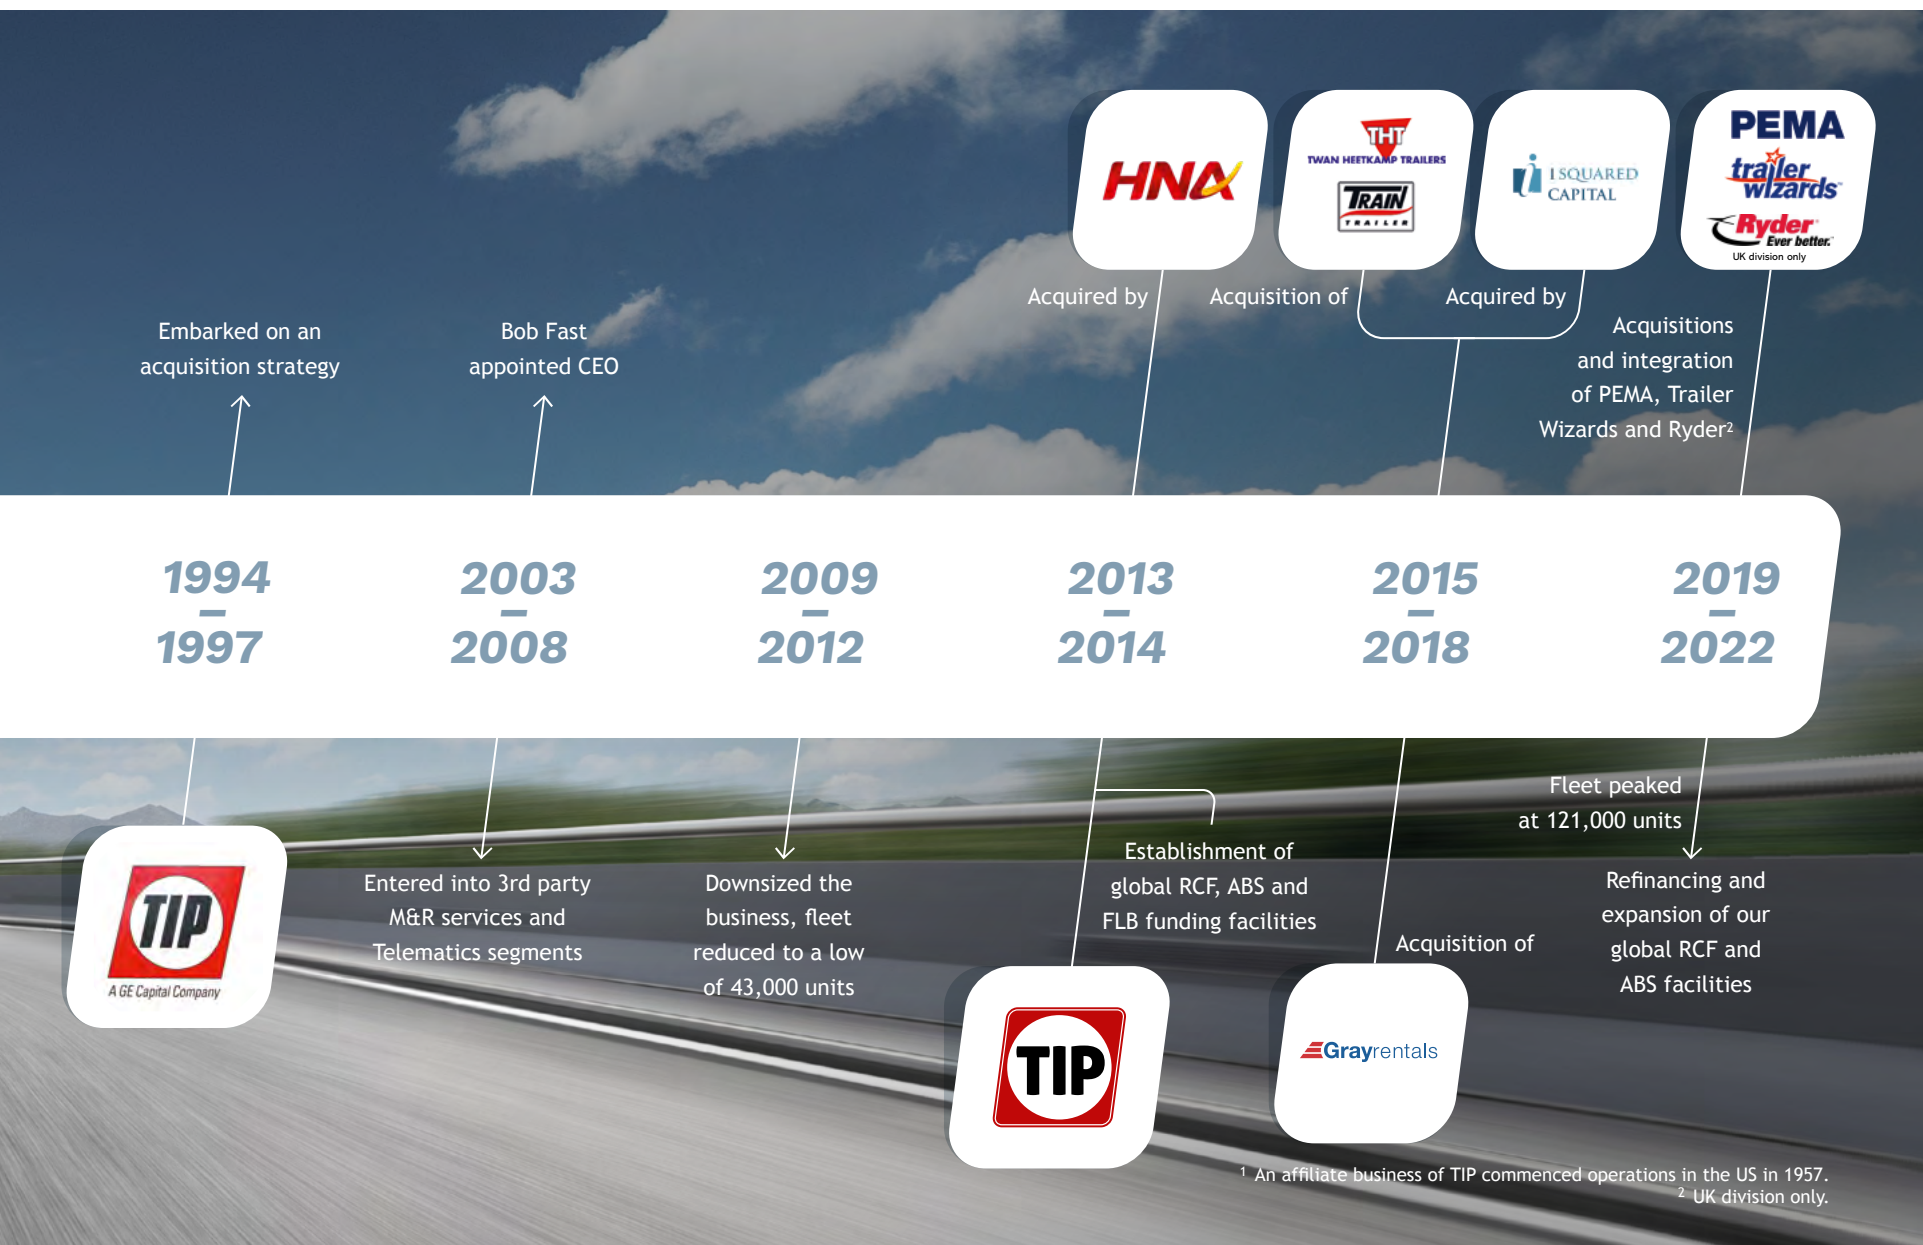 HNA
THT
TWAN HEETKAMP TRAILERS
TRAIN
TRAILER
I SQUARED
CAPITAL
PEMA
trailer
wizards
Ryder
Ever better.
UK division only
Acquired by
Acquisition of
Acquired by
Acquisitions
and integration
of PEMA, Trailer
Wizards and Ryder²
Embarked on an
acquisition strategy
Bob Fast
appointed CEO
1994
–
1997
2003
–
2008
2009
–
2012
2013
–
2014
2015
–
2018
2019
–
2022
TIP
A GE Capital Company
Entered into 3rd party
M&R services and
Telematics segments
Downsized the
business, fleet
reduced to a low
of 43,000 units
Establishment of
global RCF, ABS and
FLB funding facilities
TIP
Acquisition of
Grayrentals
Fleet peaked
at 121,000 units
Refinancing and
expansion of our
global RCF and
ABS facilities
¹ An affiliate business of TIP commenced operations in the US in 1957.
² UK division only.